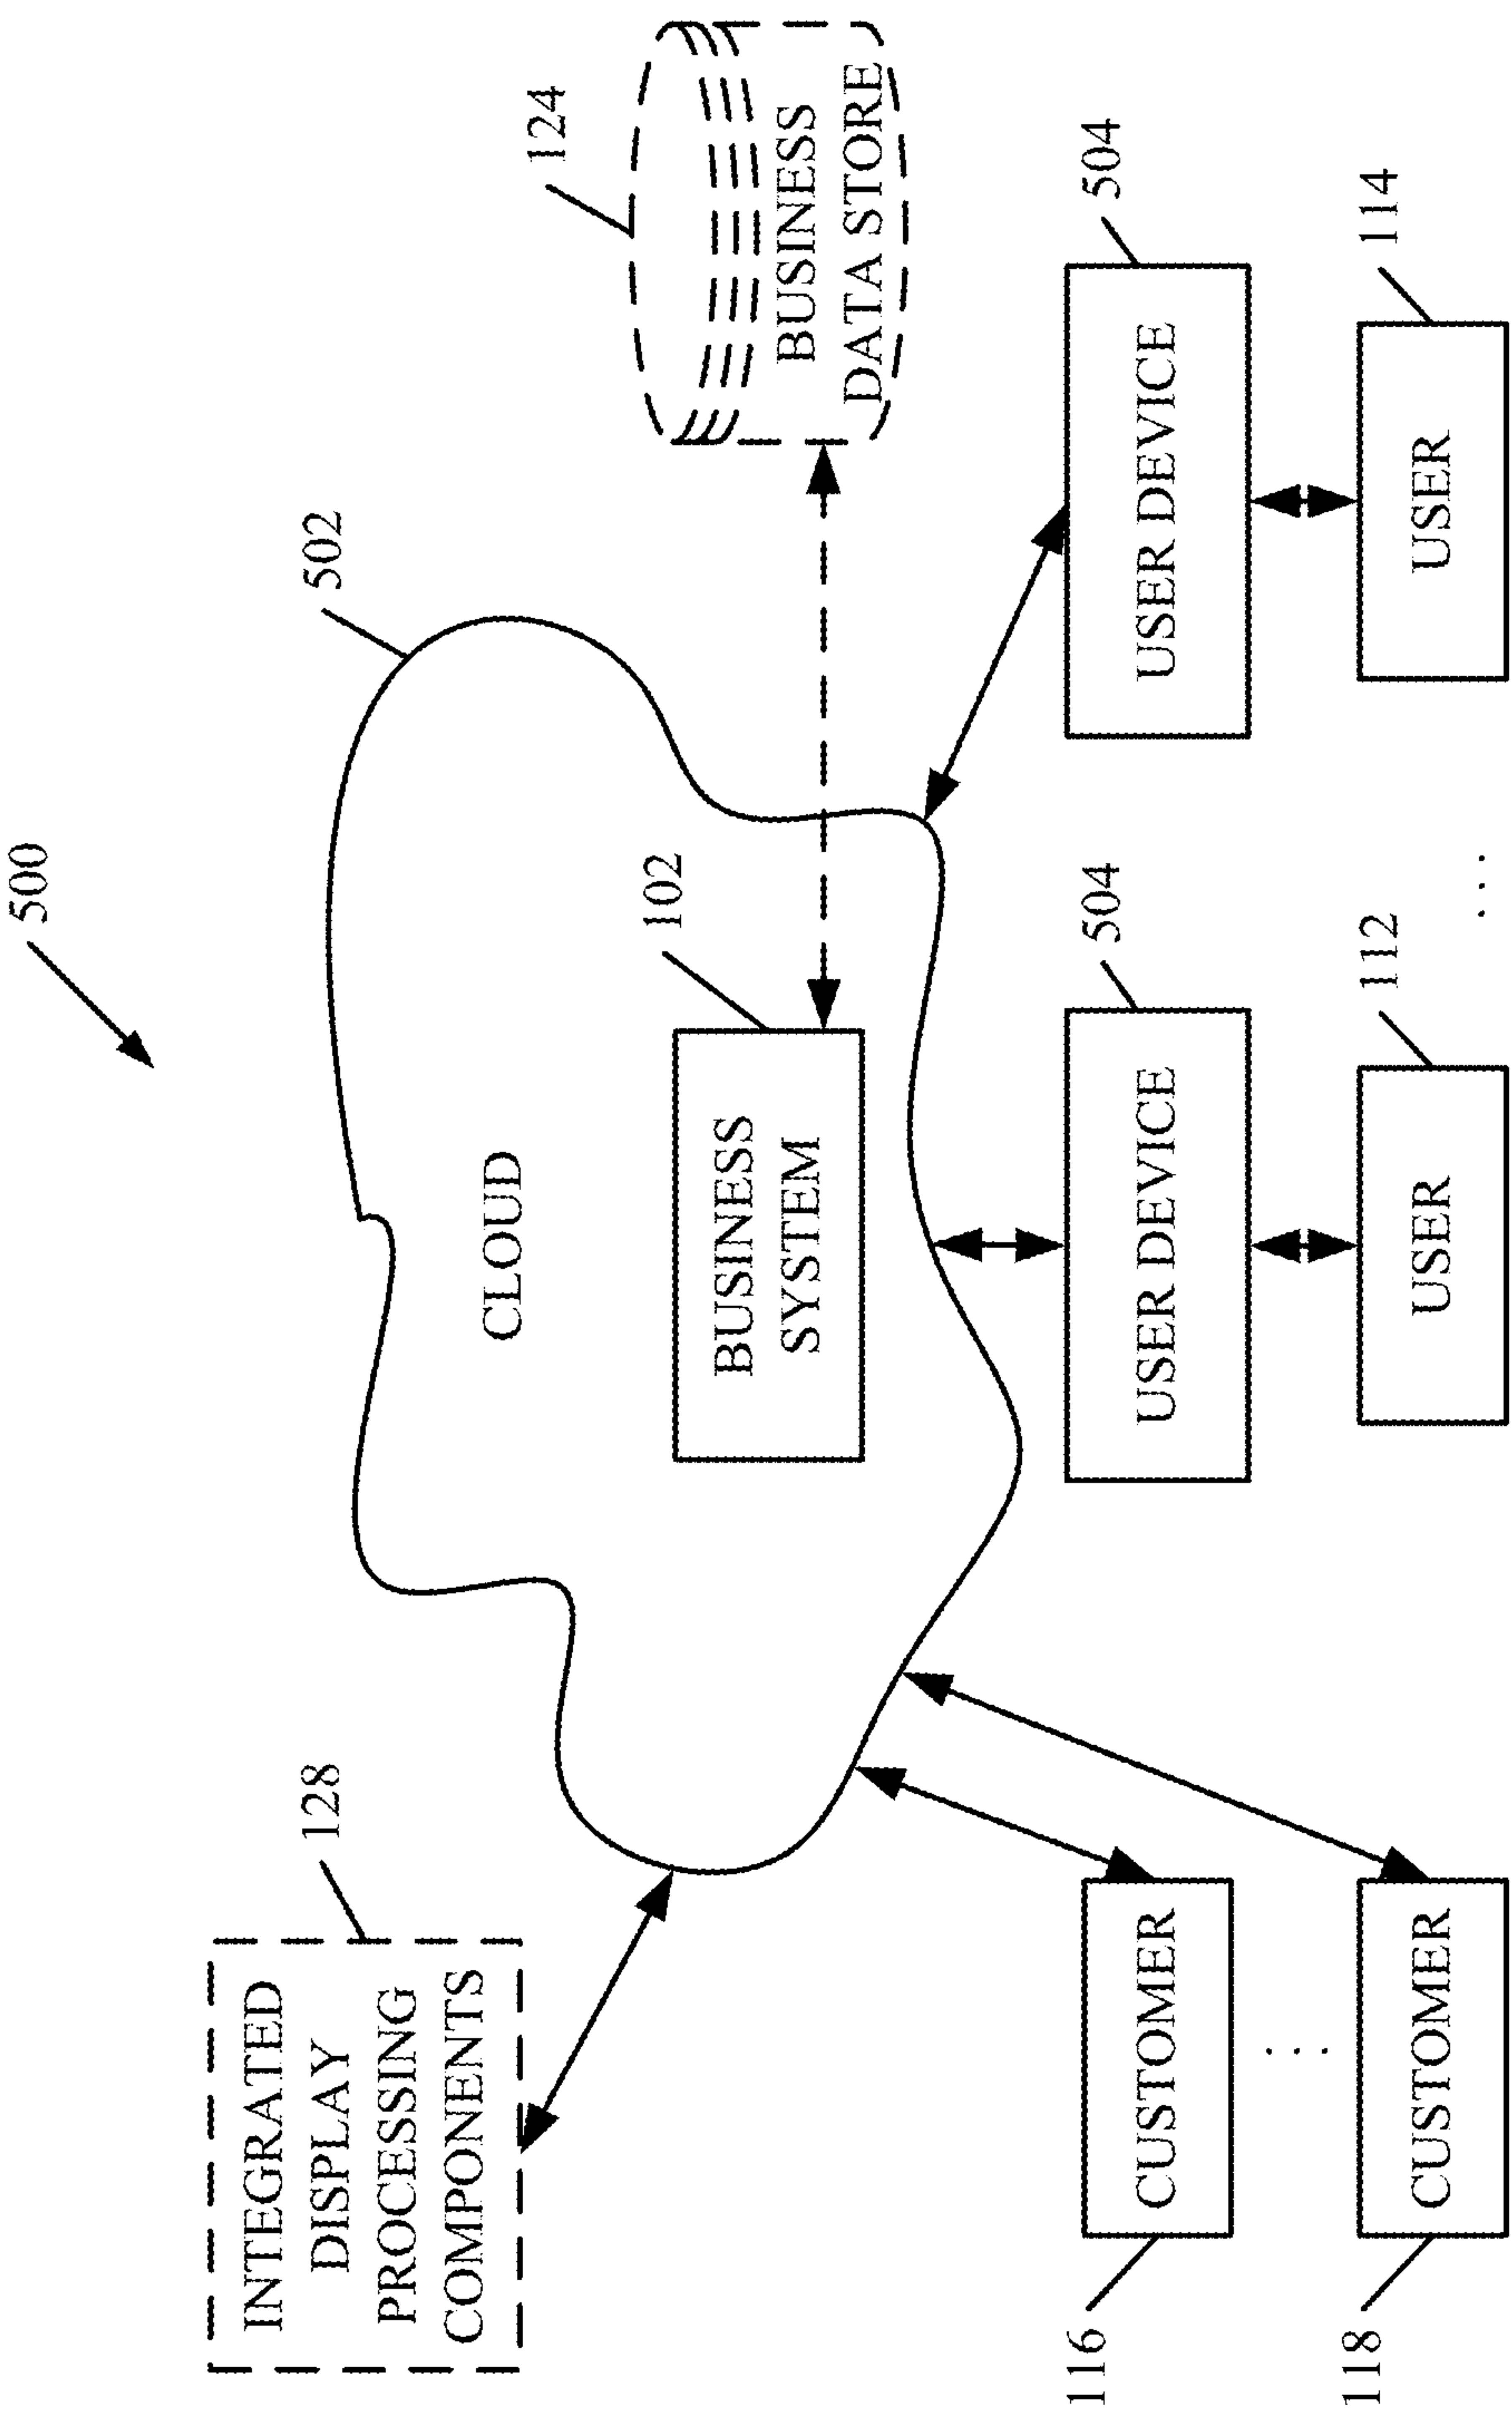 500
128
INTEGRATED
DISPLAY
PROCESSING
COMPONENTS
502
CLOUD
124
BUSINESS
DATA STORE
102
BUSINESS
SYSTEM
116
CUSTOMER
. . .
118
CUSTOMER
504
USER DEVICE
504
USER DEVICE
112
USER
. . .
114
USER